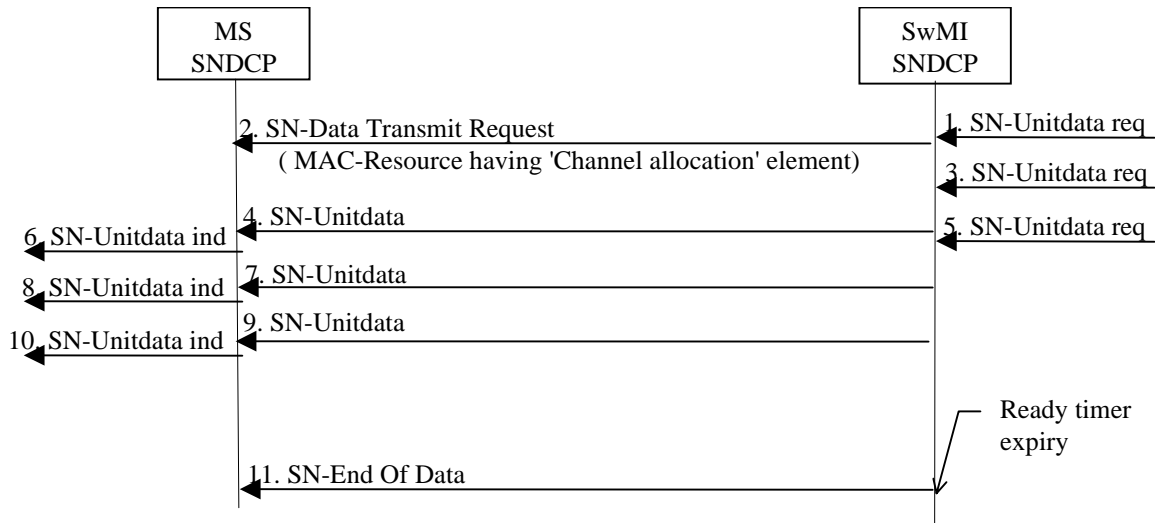 MS
SNDCP
SwMI
SNDCP
1. SN-Unitdata req
2. SN-Data Transmit Request
( MAC-Resource having 'Channel allocation' element)
3. SN-Unitdata req
4. SN-Unitdata
5. SN-Unitdata req
6. SN-Unitdata ind
7. SN-Unitdata
8. SN-Unitdata ind
9. SN-Unitdata
10. SN-Unitdata ind
Ready timer
expiry
11. SN-End Of Data